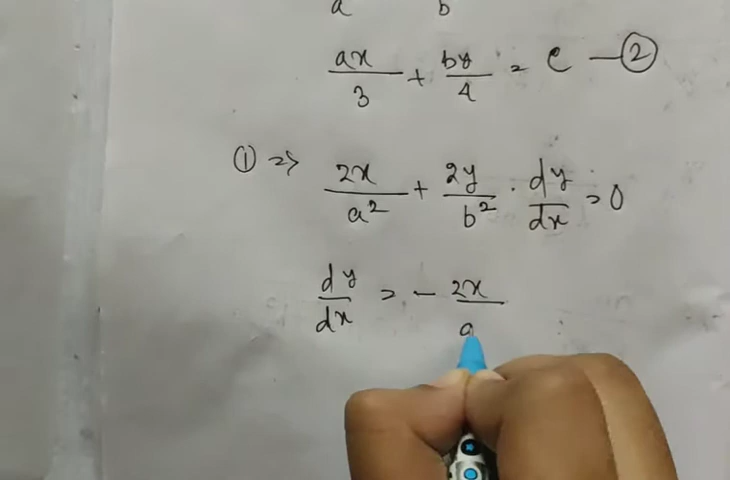 a b
ax/3 + by/4 = c — ②
① ⇒ 2x/a² + 2y/b² · dy/dx = 0
dy/dx = - 2x/a